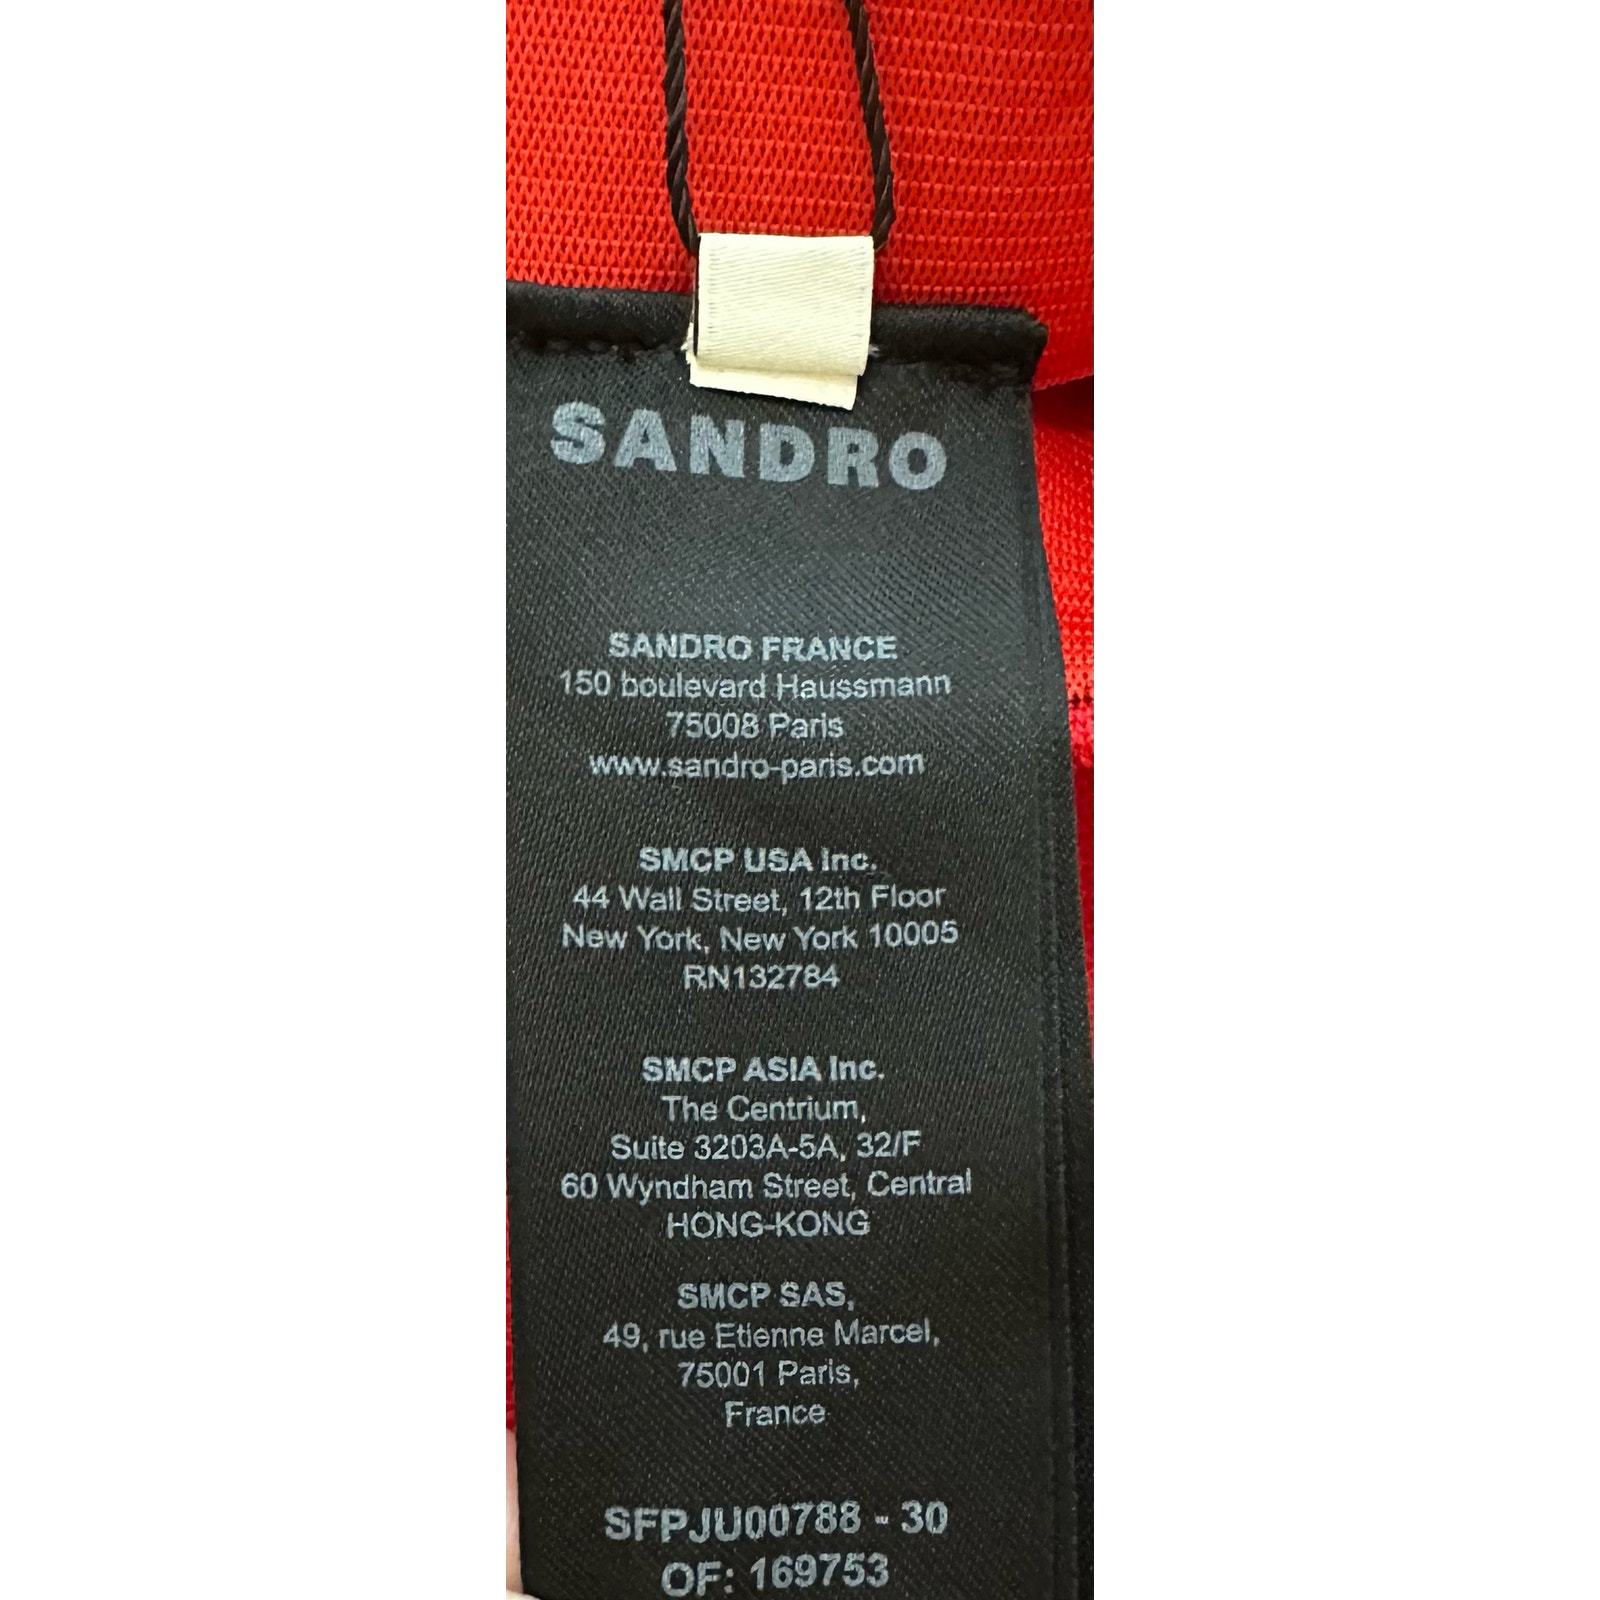 SANDRO
SANDRO FRANCE
150 boulevard Haussmann
75008 Paris
www.sandro-paris.com
SMCP USA Inc.
44 Wall Street, 12th Floor
New York, New York 10005
RN132784
SMCP ASIA Inc.
The Centrium,
Suite 3203A-5A, 32/F
60 Wyndham Street, Central
HONG-KONG
SMCP SAS,
49, rue Etienne Marcel,
75001 Paris,
France
SFPJU00788 - 30
OF: 169753